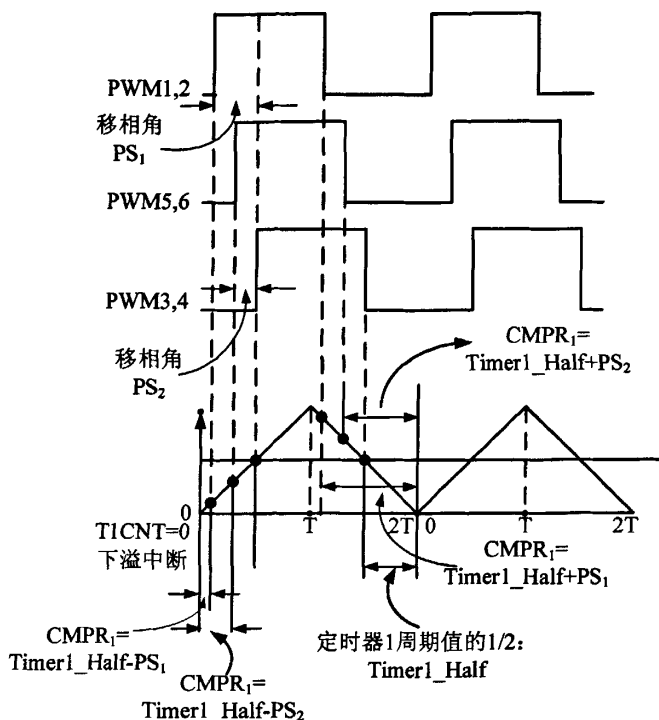 PWM1,2
移相角
PS₁
PWM5,6
PWM3,4
移相角
PS₂
CMPR₁=
Timer1_Half+PS₂
0
T
2T
0
T
2T
T1CNT=0
下溢中断
CMPR₁=
Timer1_Half+PS₁
CMPR₁=
Timer1_Half-PS₁
定时器1周期值的1/2:
Timer1_Half
CMPR₁=
Timer1_Half-PS₂